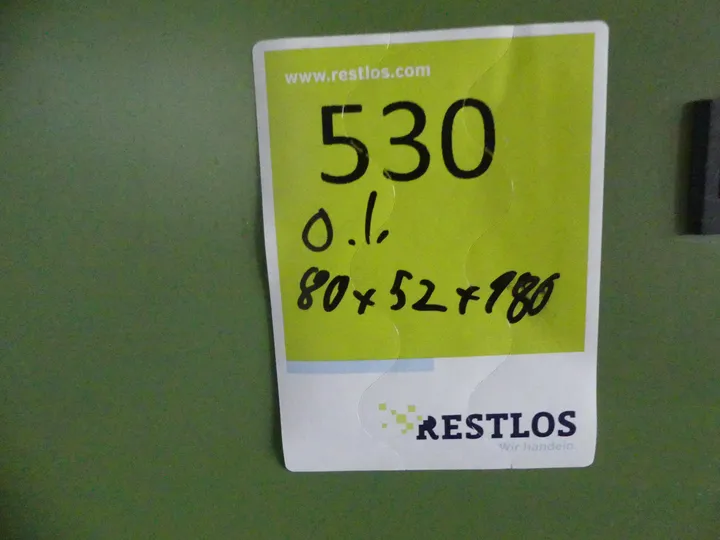 www.restlos.com
530
o.l.
80x52x180
RESTLOS
Wir handeln.